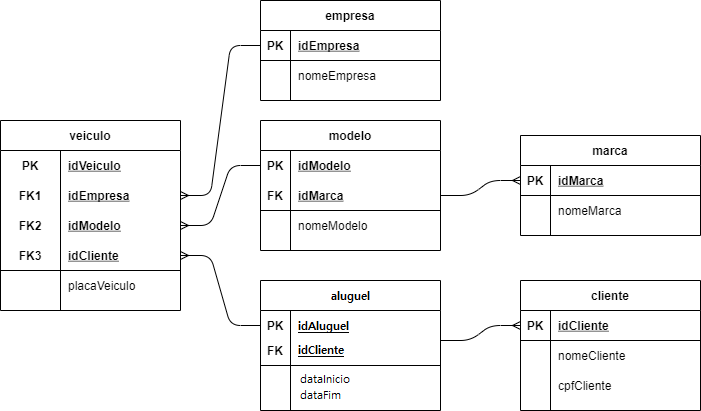 empresa
PK idEmpresa
nomeEmpresa
veiculo
PK idVeiculo
FK1 idEmpresa
FK2 idModelo
FK3 idCliente
placaVeiculo
modelo
PK idModelo
FK idMarca
nomeModelo
marca
PK idMarca
nomeMarca
aluguel
PK idAluguel
FK idCliente
dataInicio
dataFim
cliente
PK idCliente
nomeCliente
cpfCliente